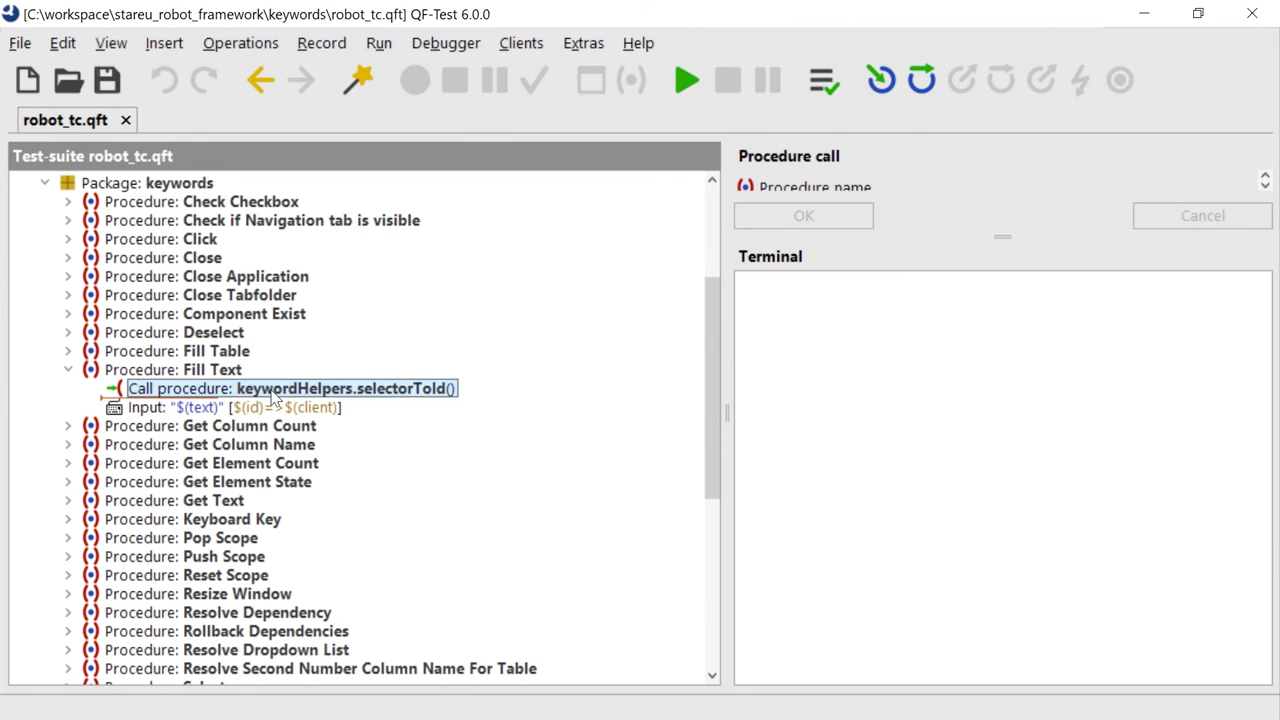 [C:\workspace\stareu_robot_framework\keywords\robot_tc.qft] QF-Test 6.0.0
File Edit View Insert Operations Record Run Debugger Clients Extras Help
robot_tc.qft
Test-suite robot_tc.qft
Package: keywords
Procedure: Check Checkbox
Procedure: Check if Navigation tab is visible
Procedure: Click
Procedure: Close
Procedure: Close Application
Procedure: Close Tabfolder
Procedure: Component Exist
Procedure: Deselect
Procedure: Fill Table
Procedure: Fill Text
Call procedure: keywordHelpers.selectorToId()
Input: "$(text)" [$(id)=>$(client)]
Procedure: Get Column Count
Procedure: Get Column Name
Procedure: Get Element Count
Procedure: Get Element State
Procedure: Get Text
Procedure: Keyboard Key
Procedure: Pop Scope
Procedure: Push Scope
Procedure: Reset Scope
Procedure: Resize Window
Procedure: Resolve Dependency
Procedure: Rollback Dependencies
Procedure: Resolve Dropdown List
Procedure: Resolve Second Number Column Name For Table
Procedure call
Procedure name
OK Cancel
Terminal